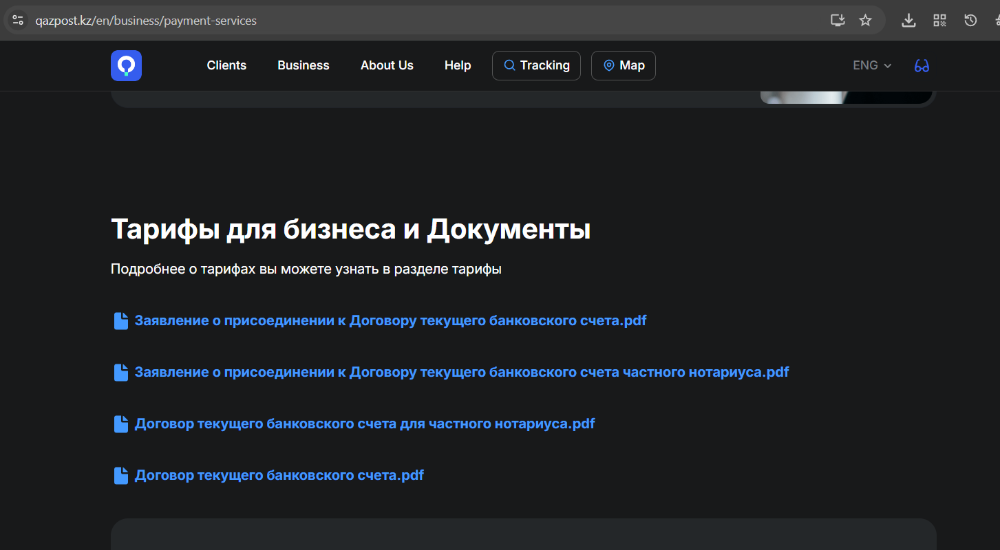 qazpost.kz/en/business/payment-services
Clients Business About Us Help Tracking Map ENG
Тарифы для бизнеса и Документы
Подробнее о тарифах вы можете узнать в разделе тарифы
Заявление о присоединении к Договору текущего банковского счета.pdf
Заявление о присоединении к Договору текущего банковского счета частного нотариуса.pdf
Договор текущего банковского счета для частного нотариуса.pdf
Договор текущего банковского счета.pdf